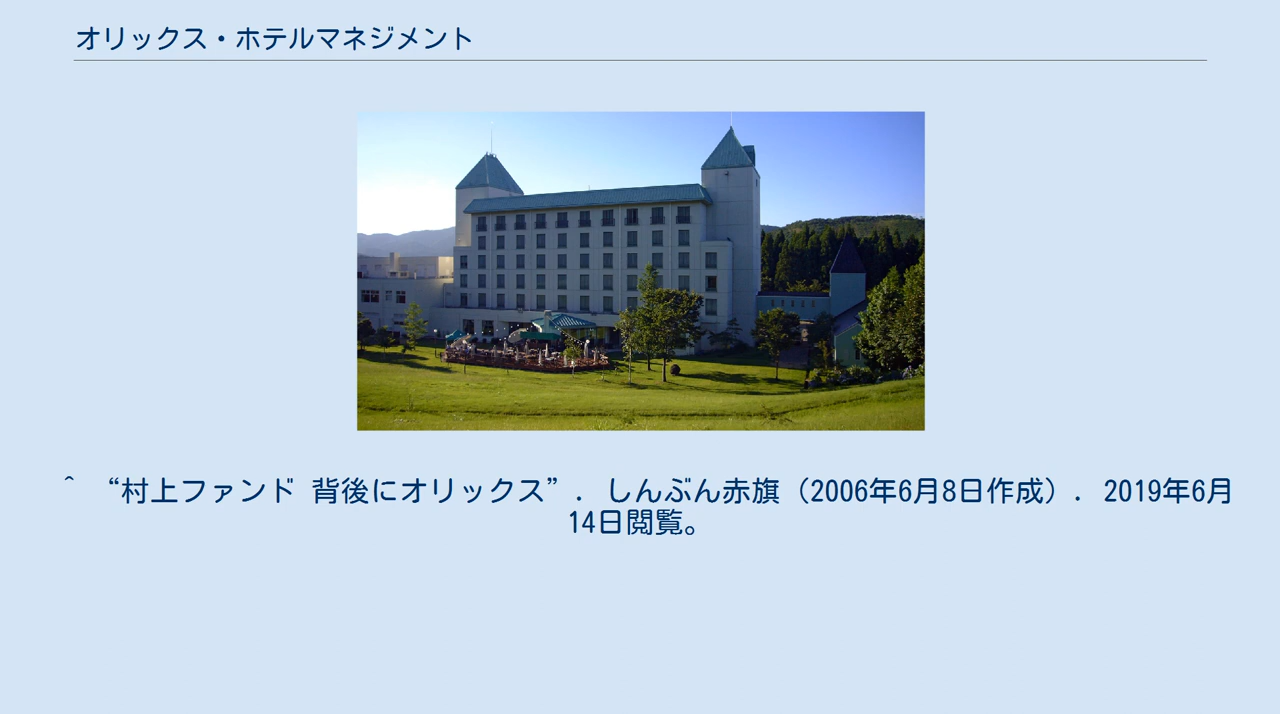 オリックス・ホテルマネジメント
^ “村上ファンド 背後にオリックス”. しんぶん赤旗（2006年6月8日作成）. 2019年6月
14日閲覧。